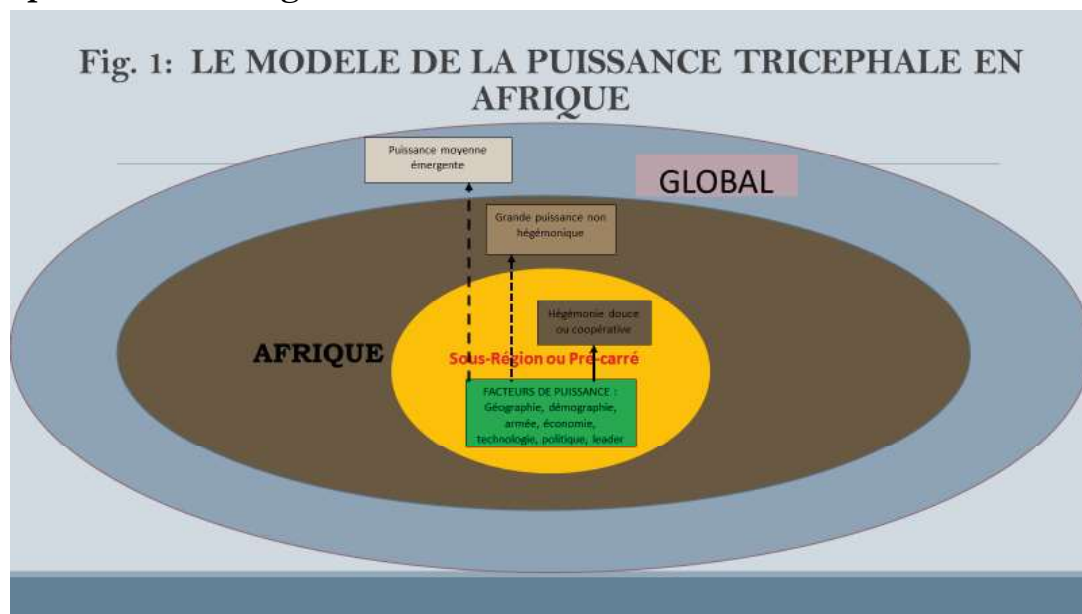 Fig. 1: LE MODELE DE LA PUISSANCE TRICEPHALE EN
AFRIQUE
Puissance moyenne
émergente
GLOBAL
Grande puissance non
hégémonique
Hégémonie douce
ou coopérative
AFRIQUE
Sous-Région ou Pré-carré
FACTEURS DE PUISSANCE :
Géographie, démographie,
armée, économie,
technologie, politique, leader